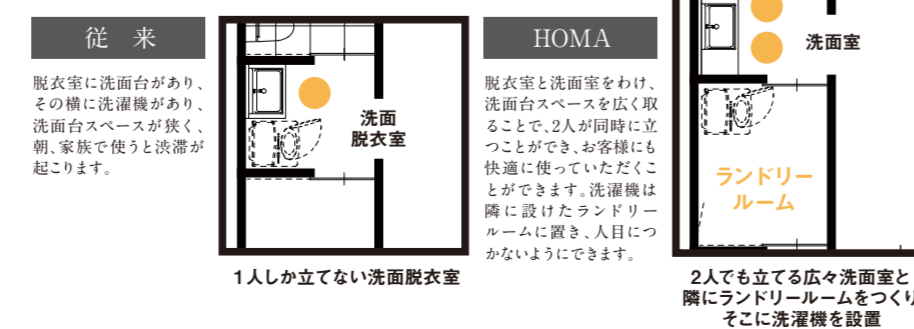 従 来
脱衣室に洗面台があり、
その横に洗濯機があり、
洗面台スペースが狭く、
朝、家族で使うと渋滞が
起こります。
洗面
脱衣室
1人しか立てない洗面脱衣室
HOMA
脱衣室と洗面室をわけ、
洗面台スペースを広く取
ることで、2人が同時に立
つことができ、お客様にも
快適に使っていただくこ
とができます。洗濯機は
隣に設けたランドリー
ルームに置き、人目につ
かないようにできます。
洗面室
ランドリー
ルーム
2人でも立てる広々洗面室と
隣にランドリールームをつくり
そこに洗濯機を設置